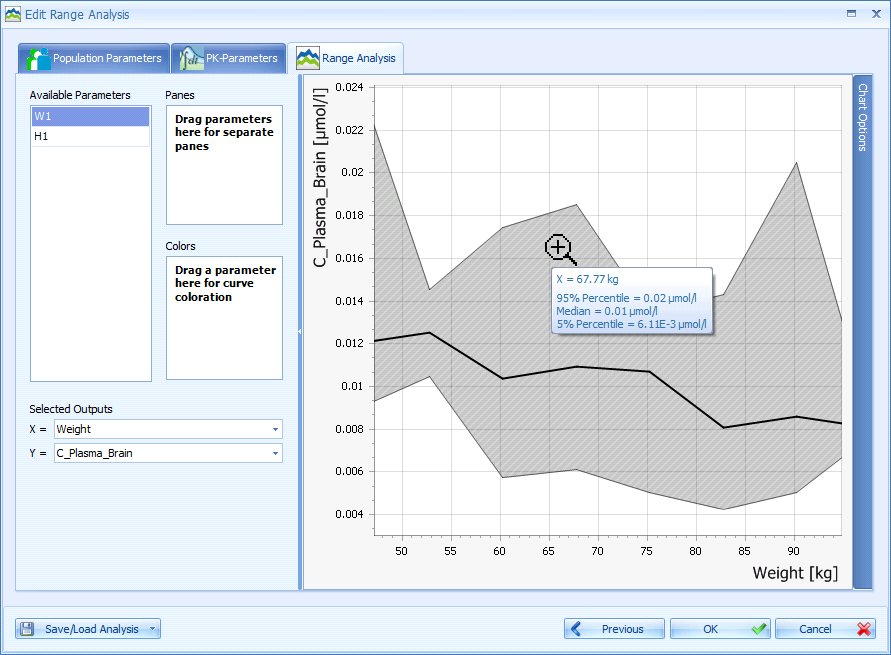 Edit Range Analysis
Population Parameters
PK-Parameters
Range Analysis
Available Parameters
W1
H1
Panes
Drag parameters
here for separate
panes
Colors
Drag a parameter
here for curve
coloration
Selected Outputs
X = Weight
Y = C_Plasma_Brain
C_Plasma_Brain [µmol/l]
0.024
0.022
0.02
0.018
0.016
0.014
0.012
0.01
0.008
0.006
0.004
X = 67.77 kg
95% Percentile = 0.02 µmol/l
Median = 0.01 µmol/l
5% Percentile = 6.11E-3 µmol/l
50 55 60 65 70 75 80 85 90
Weight [kg]
Chart Options
Save/Load Analysis
Previous
OK
Cancel